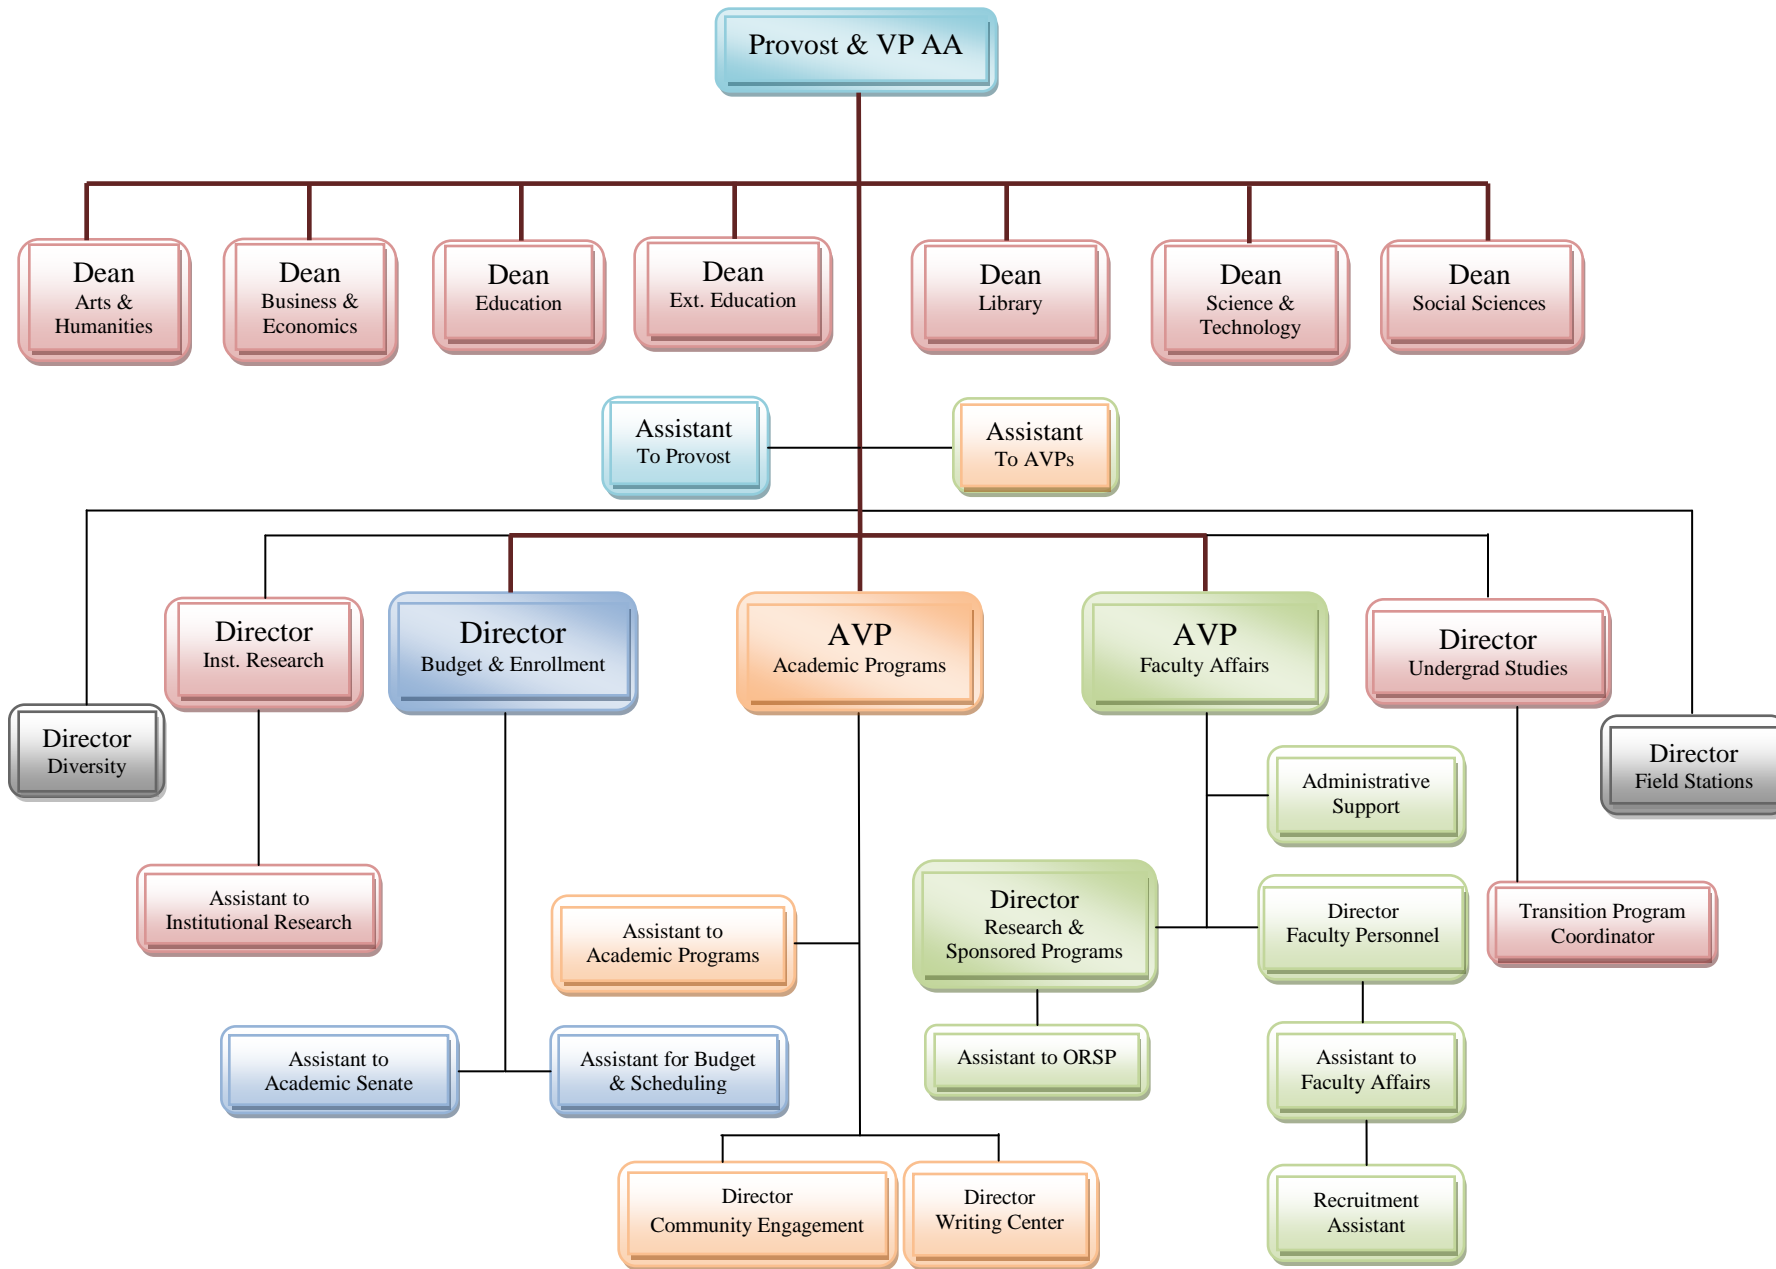 Provost & VP AA
Dean
Arts &
Humanities
Dean
Business &
Economics
Dean
Education
Dean
Ext. Education
Dean
Library
Dean
Science &
Technology
Dean
Social Sciences
Assistant
To Provost
Assistant
To AVPs
Director
Inst. Research
Director
Budget & Enrollment
AVP
Academic Programs
AVP
Faculty Affairs
Director
Undergrad Studies
Director
Diversity
Director
Field Stations
Administrative
Support
Assistant to
Institutional Research
Assistant to
Academic Programs
Director
Research &
Sponsored Programs
Director
Faculty Personnel
Transition Program
Coordinator
Assistant to
Academic Senate
Assistant for Budget
& Scheduling
Assistant to ORSP
Assistant to
Faculty Affairs
Director
Community Engagement
Director
Writing Center
Recruitment
Assistant